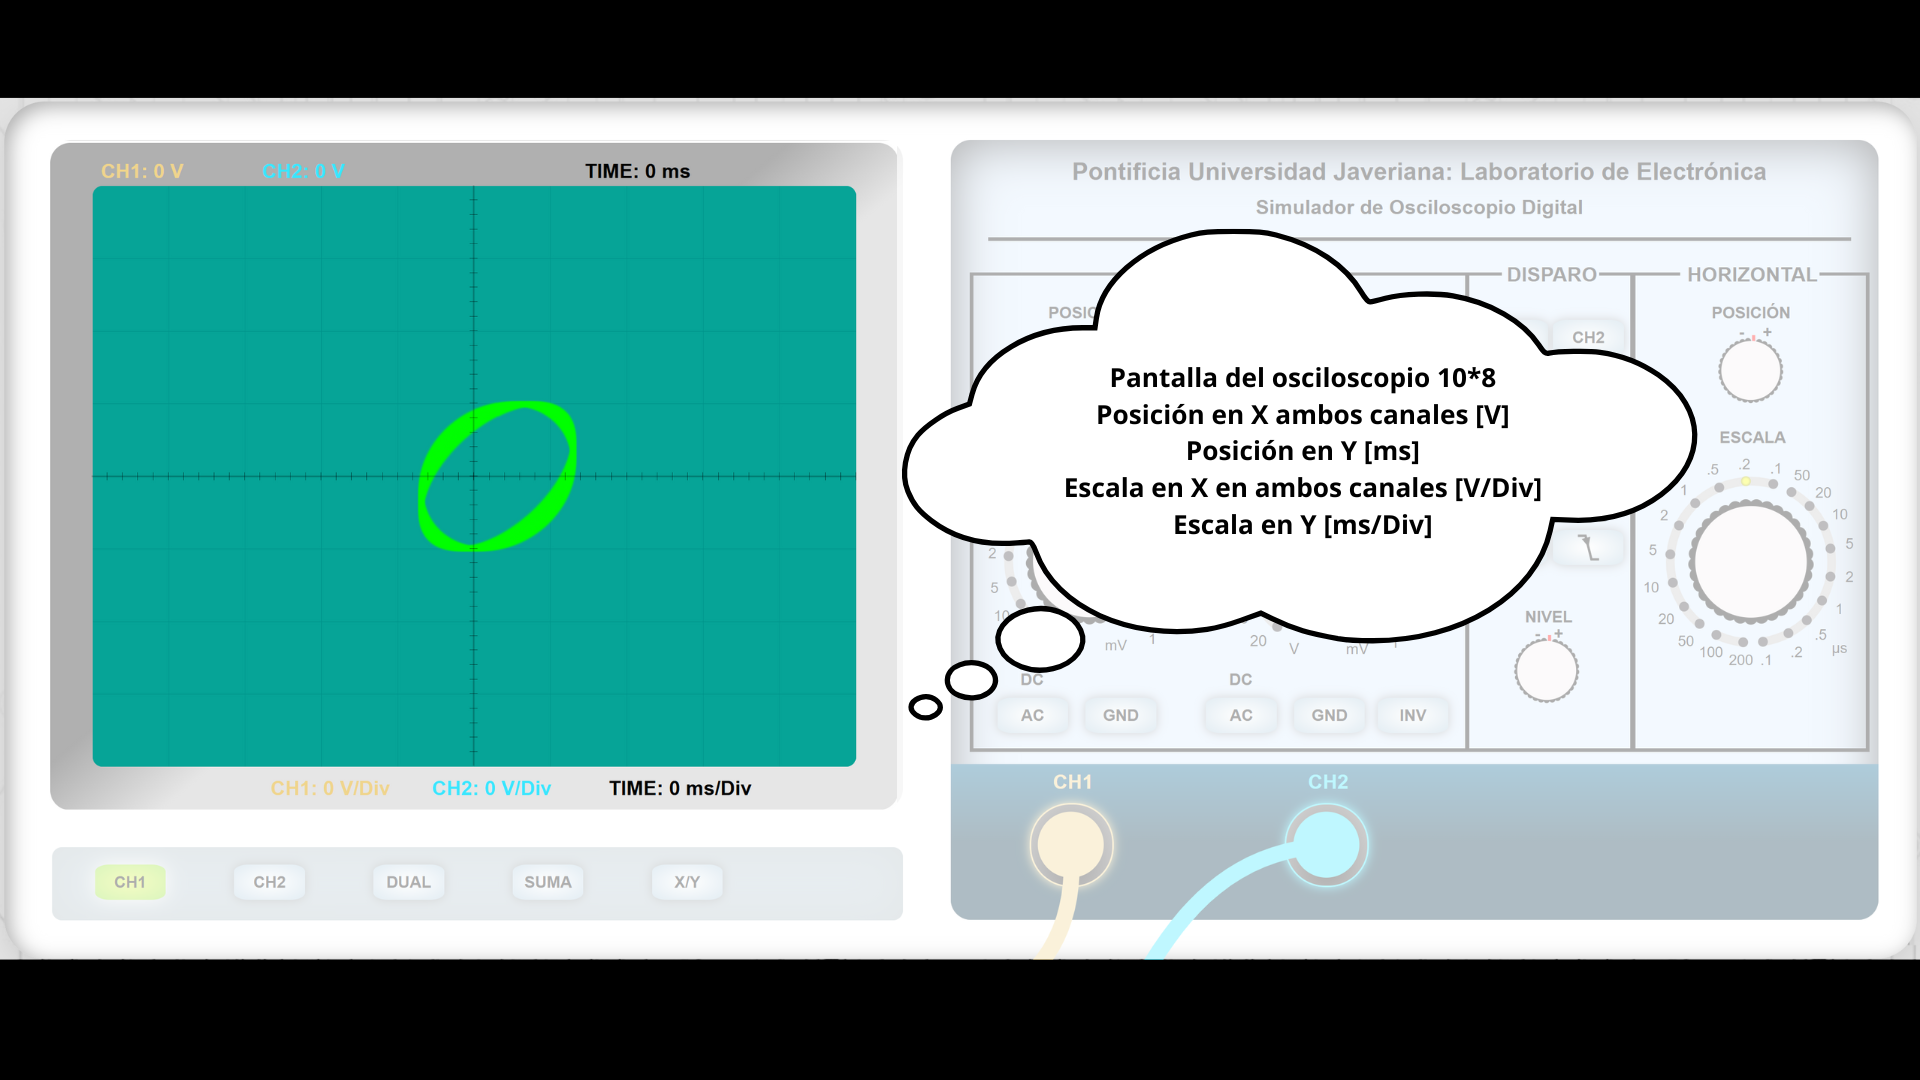 CH1: 0 V
CH2: 0 V
TIME: 0 ms
Pontificia Universidad Javeriana: Laboratorio de Electrónica
Simulador de Osciloscopio Digital
DISPARO
HORIZONTAL
POSIC
CH2
POSICIÓN
- +
Pantalla del osciloscopio 10*8
Posición en X ambos canales [V]
Posición en Y [ms]
Escala en X en ambos canales [V/Div]
Escala en Y [ms/Div]
ESCALA
.5 .2 .1 50
1 20
2 10
5 5
10 2
20 1
50 .5
100 200 .1 .2 µs
2
5
10
mV 1
20 V mV 1
NIVEL
- +
DC
DC
AC
GND
AC
GND
INV
CH1: 0 V/Div
CH2: 0 V/Div
TIME: 0 ms/Div
CH1
CH2
CH1
CH2
DUAL
SUMA
X/Y